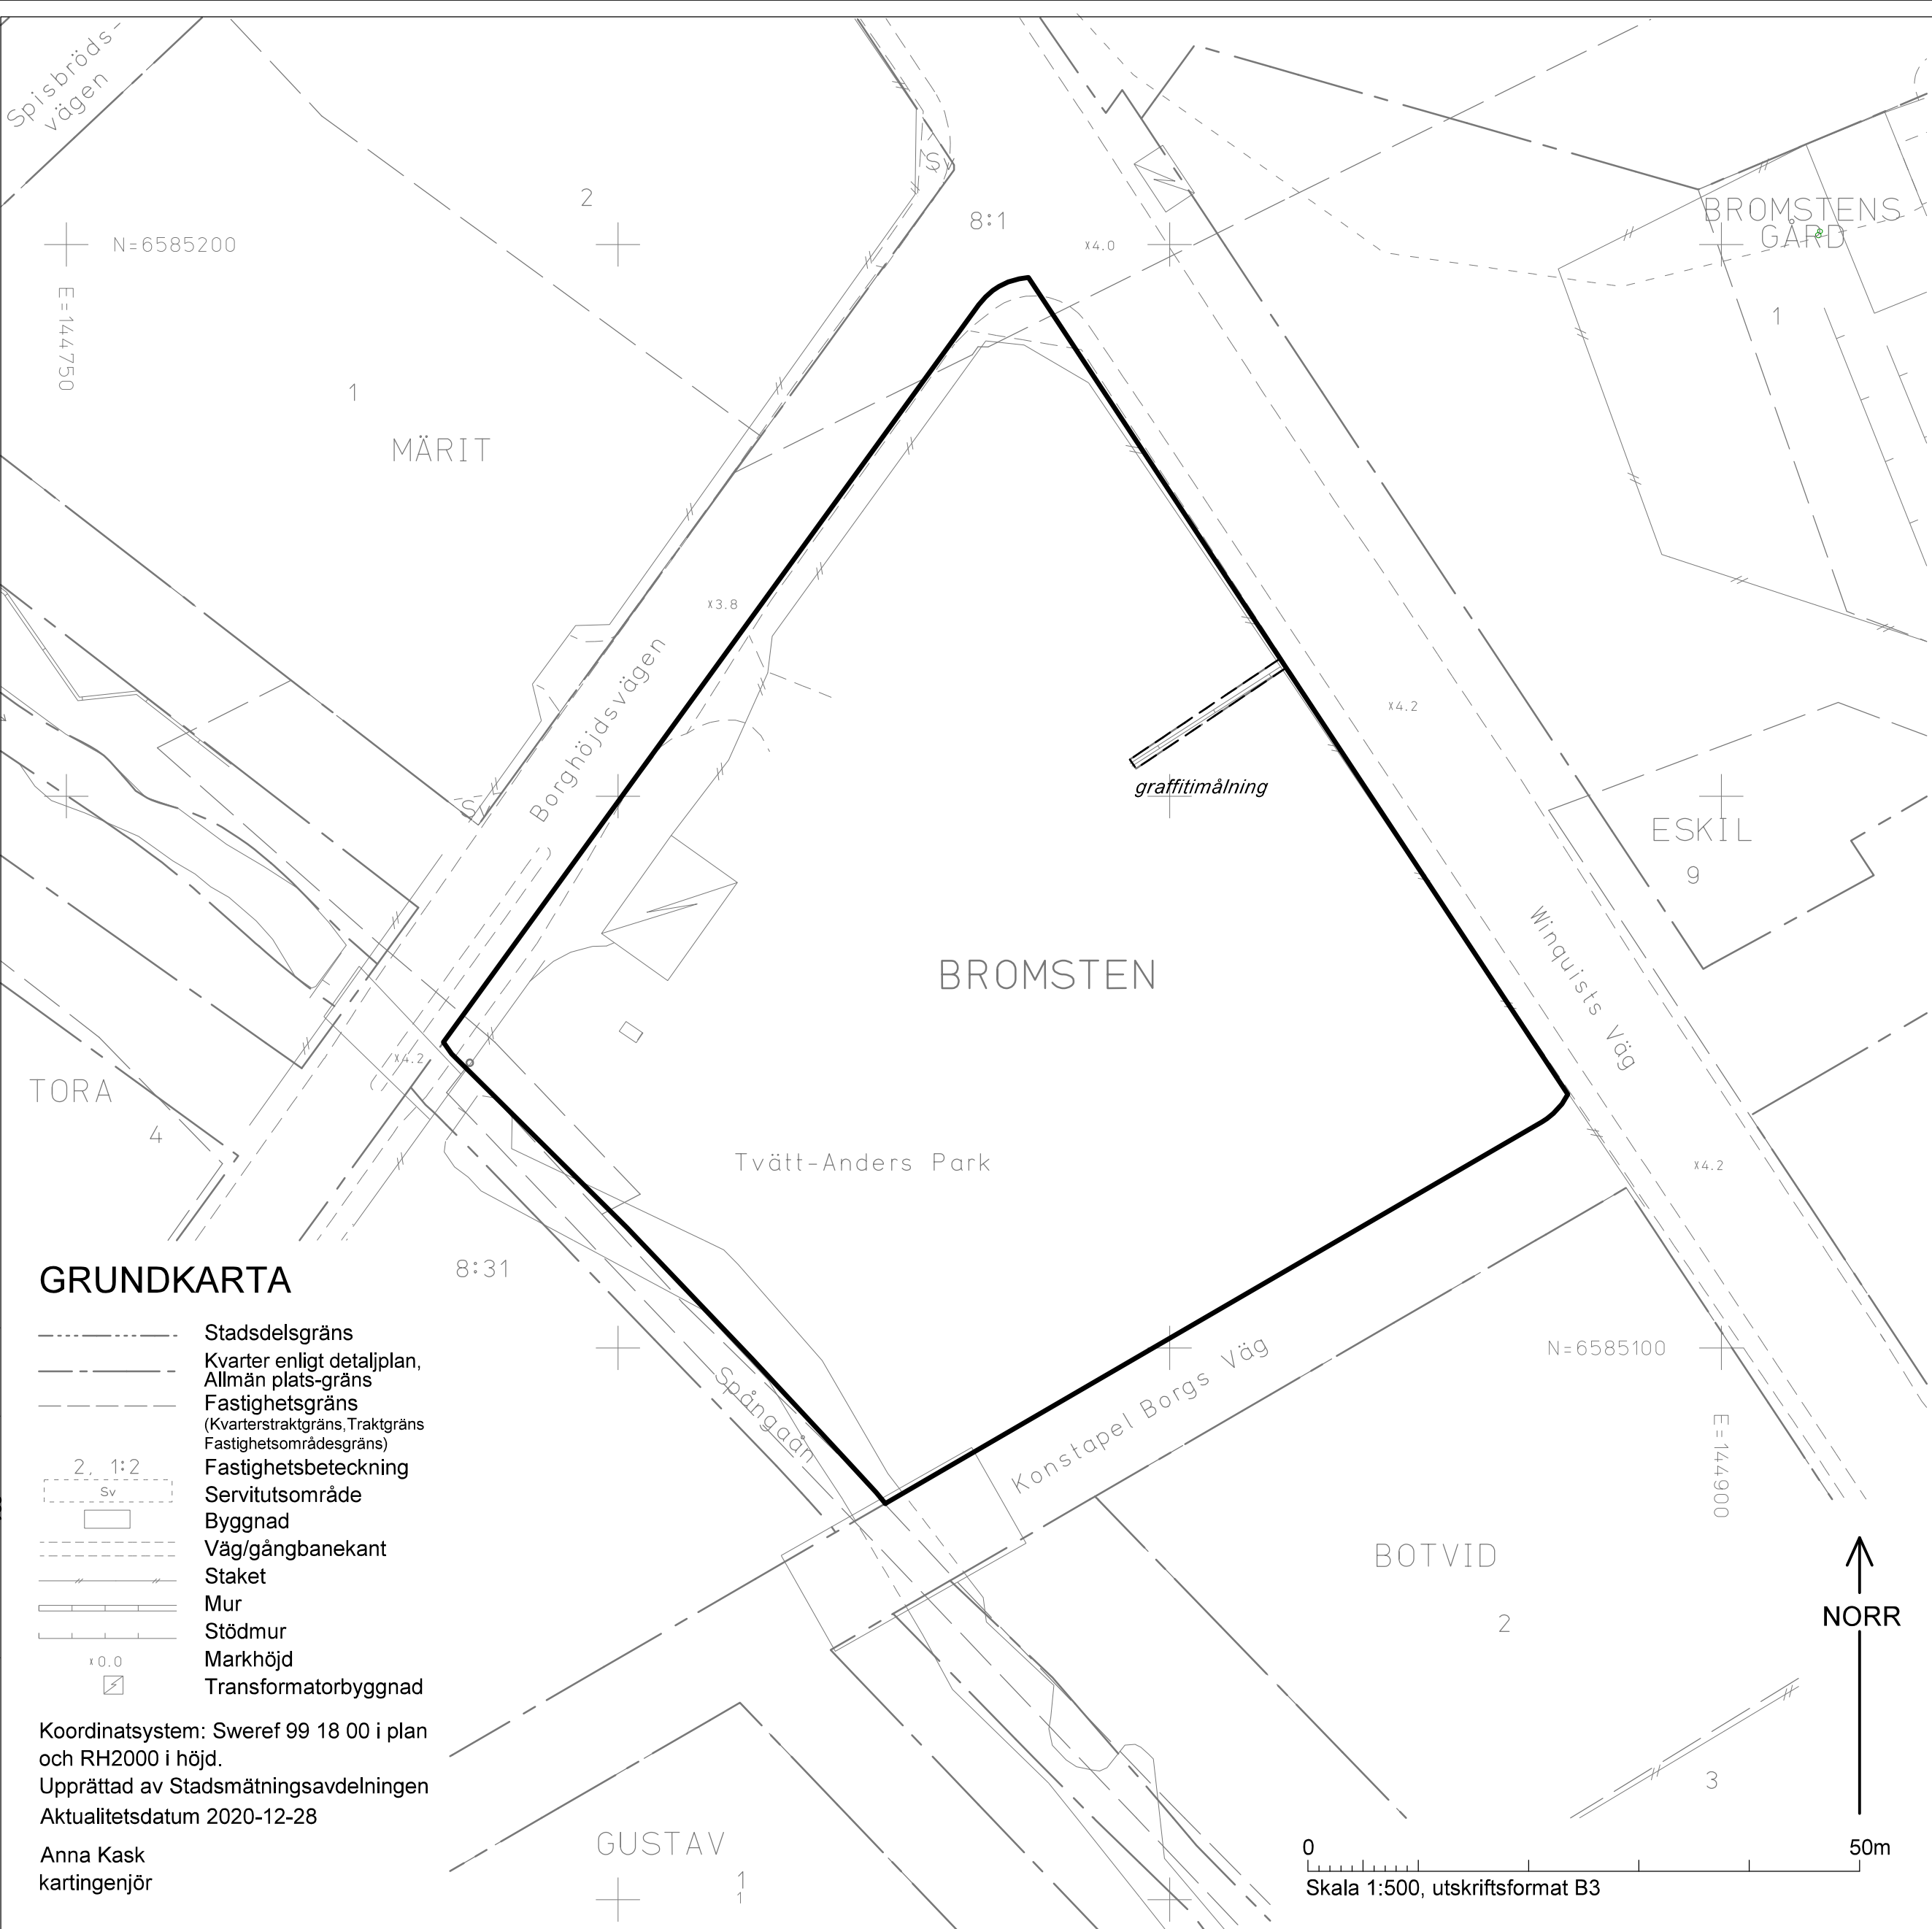 Spisbröds-
vägen
2
Sv
8:1
x4.0
BROMSTENS
GÅRD
N=6585200
E=144750
1
1
MÄRIT
x3.8
Borghöjdsvägen
x4.2
graffitimålning
Sv
ESKIL
9
BROMSTEN
Winquists Väg
x4.2
TORA
4
Tvätt-Anders Park
x4.2
8:31
GRUNDKARTA
Stadsdelsgräns
Kvarter enligt detaljplan,
Allmän plats-gräns
Fastighetsgräns
(Kvarterstraktgräns,Traktgräns
Fastighetsområdesgräns)
2, 1:2 Fastighetsbeteckning
Sv Servitutsområde
Byggnad
Väg/gångbanekant
Staket
Mur
Stödmur
x0.0 Markhöjd
Transformatorbyggnad
Koordinatsystem: Sweref 99 18 00 i plan
och RH2000 i höjd.
Upprättad av Stadsmätningsavdelningen
Aktualitetsdatum 2020-12-28
Anna Kask
kartingenjör
Spångaån
Konstapel Borgs Väg
N=6585100
E=144900
BOTVID
2
NORR
3
GUSTAV
1
1
0 50m
Skala 1:500, utskriftsformat B3